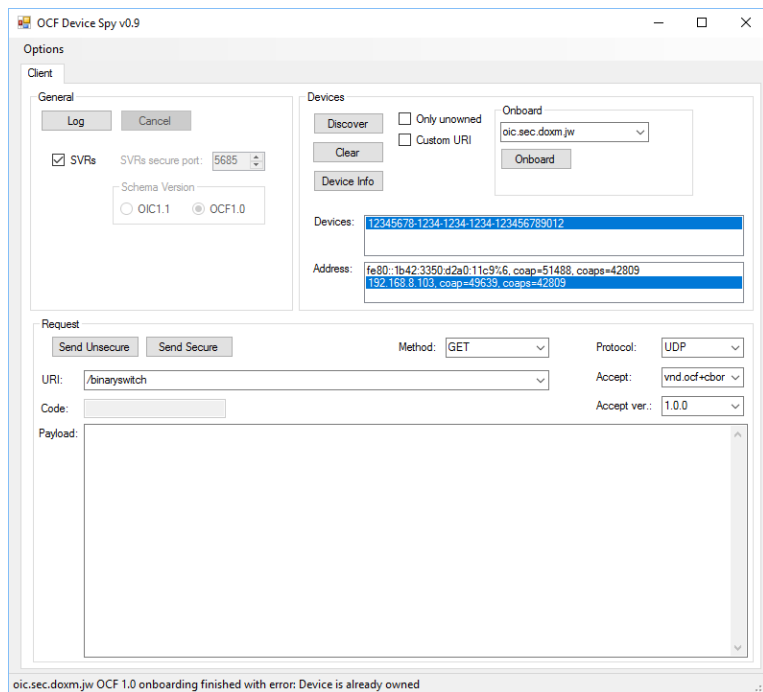 OCF Device Spy v0.9
Options
Client
General
Log
Cancel
SVRs
SVRs secure port:
5685
Schema Version
OIC1.1
OCF1.0
Devices
Discover
Only unowned
Custom URI
Clear
Device Info
Onboard
oic.sec.doxm.jw
Onboard
Devices:
12345678-1234-1234-1234-123456789012
Address:
fe80::1b42:3350:d2a0:11c9%6, coap=51488, coaps=42809
192.168.8.103, coap=49639, coaps=42809
Request
Send Unsecure
Send Secure
Method:
GET
Protocol:
UDP
URI:
/binaryswitch
Accept:
vnd.ocf+cbor
Code:
Accept ver.:
1.0.0
Payload:
oic.sec.doxm.jw OCF 1.0 onboarding finished with error: Device is already owned